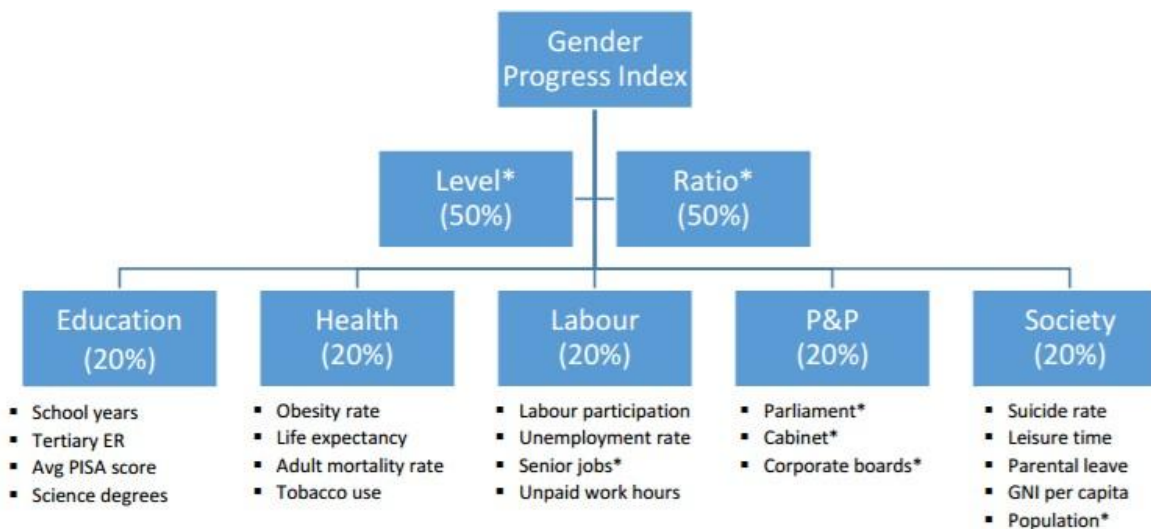 Gender
Progress Index
Level*
(50%)
Ratio*
(50%)
Education
(20%)
▪ School years
▪ Tertiary ER
▪ Avg PISA score
▪ Science degrees
Health
(20%)
▪ Obesity rate
▪ Life expectancy
▪ Adult mortality rate
▪ Tobacco use
Labour
(20%)
▪ Labour participation
▪ Unemployment rate
▪ Senior jobs*
▪ Unpaid work hours
P&P
(20%)
▪ Parliament*
▪ Cabinet*
▪ Corporate boards*
Society
(20%)
▪ Suicide rate
▪ Leisure time
▪ Parental leave
▪ GNI per capita
▪ Population*